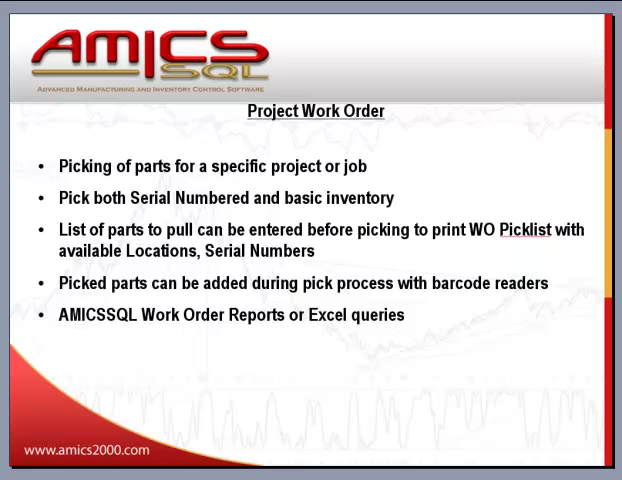 AMICS
SQL
Advanced Manufacturing and Inventory Control Software
Project Work Order
• Picking of parts for a specific project or job
• Pick both Serial Numbered and basic inventory
• List of parts to pull can be entered before picking to print WO Picklist with
available Locations, Serial Numbers
• Picked parts can be added during pick process with barcode readers
• AMICSSQL Work Order Reports or Excel queries
www.amics2000.com